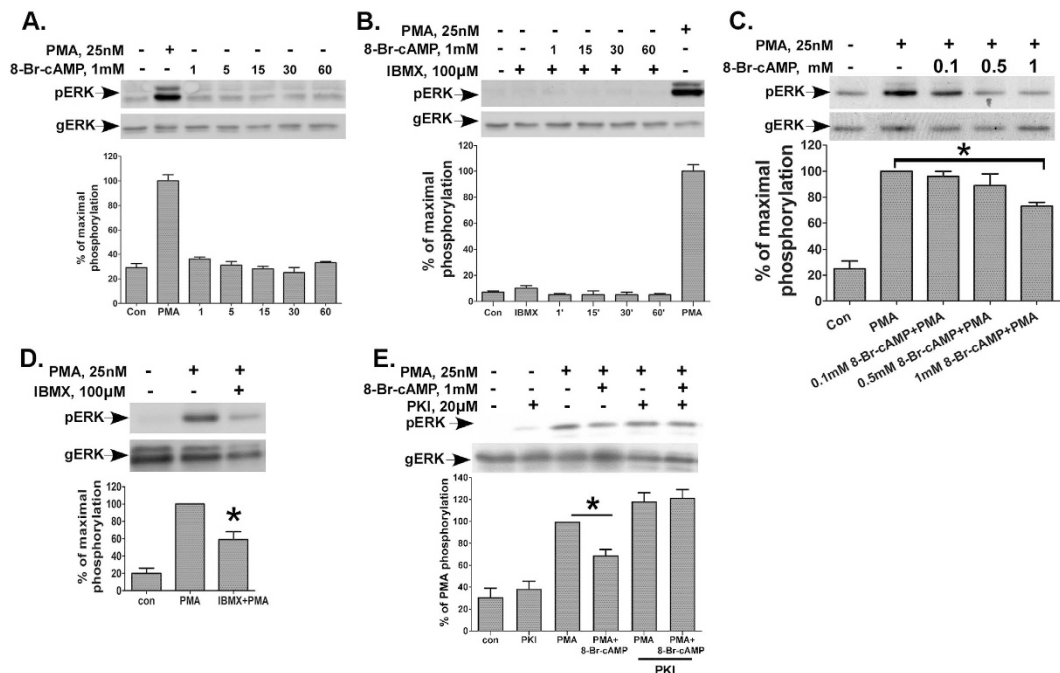 A.
PMA, 25nM - + - - - - -
8-Br-cAMP, 1mM - - 1 5 15 30 60
pERK
gERK
% of maximal phosphorylation
120
100
80
60
40
20
0
Con PMA 1 5 15 30 60
B.
PMA, 25nM - - - - - - +
8-Br-cAMP, 1mM - - 1 15 30 60 -
IBMX, 100µM - + + + + + -
pERK
gERK
% of maximal phosphorylation
120
100
80
60
40
20
0
Con IBMX 1' 15' 30' 60' PMA
C.
PMA, 25nM - + + + +
8-Br-cAMP, mM - - 0.1 0.5 1
pERK
gERK
*
% of maximal phosphorylation
120
100
80
60
40
20
0
Con
PMA
0.1mM 8-Br-cAMP+PMA
0.5mM 8-Br-cAMP+PMA
1mM 8-Br-cAMP+PMA
D.
PMA, 25nM - + +
IBMX, 100µM - - +
pERK
gERK
*
% of maximal phosphorylation
120
100
80
60
40
20
0
con PMA IBMX+PMA
E.
PMA, 25nM - - + + + +
8-Br-cAMP, 1mM - - - + - +
PKI, 20µM - + - - + +
pERK
gERK
*
% of PMA phosphorylation
140
120
100
80
60
40
20
0
con PKI PMA PMA+ 8-Br-cAMP PMA PMA+ 8-Br-cAMP
PKI